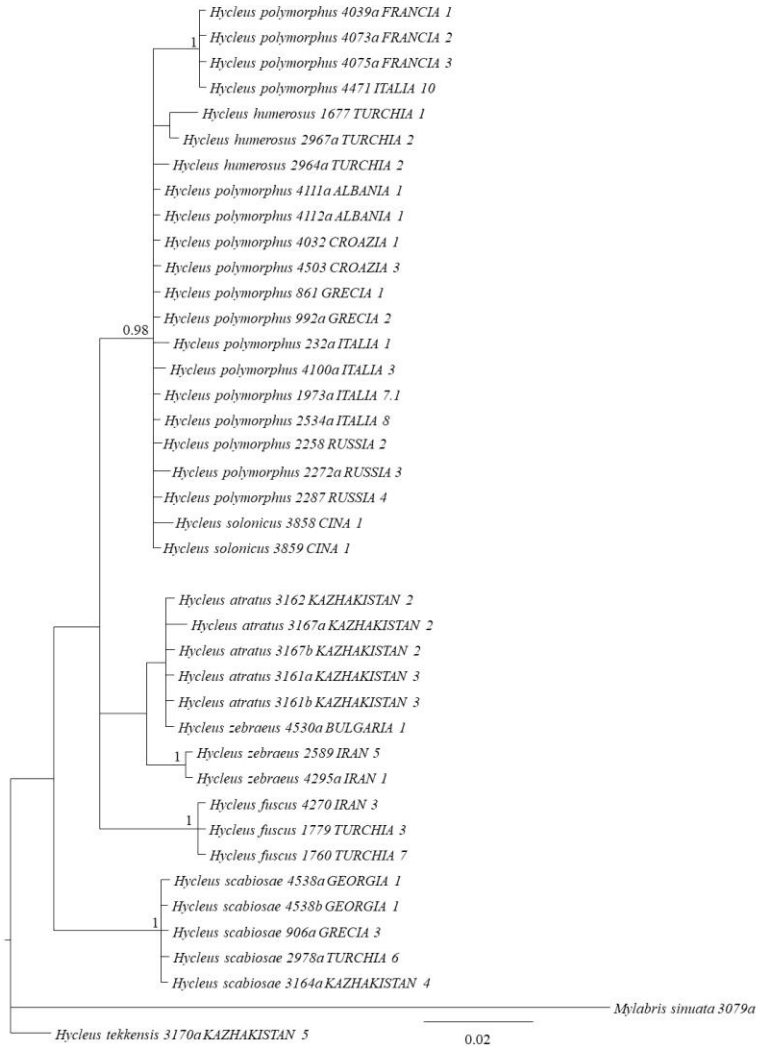 Hycleus polymorphus 4039a FRANCIA 1
Hycleus polymorphus 4073a FRANCIA 2
1
Hycleus polymorphus 4075a FRANCIA 3
Hycleus polymorphus 4471 ITALIA 10
Hycleus humerosus 1677 TURCHIA 1
Hycleus humerosus 2967a TURCHIA 2
Hycleus humerosus 2964a TURCHIA 2
Hycleus polymorphus 4111a ALBANIA 1
Hycleus polymorphus 4112a ALBANIA 1
Hycleus polymorphus 4032 CROAZIA 1
Hycleus polymorphus 4503 CROAZIA 3
Hycleus polymorphus 861 GRECIA 1
Hycleus polymorphus 992a GRECIA 2
0.98
Hycleus polymorphus 232a ITALIA 1
Hycleus polymorphus 4100a ITALIA 3
Hycleus polymorphus 1973a ITALIA 7.1
Hycleus polymorphus 2534a ITALIA 8
Hycleus polymorphus 2258 RUSSIA 2
Hycleus polymorphus 2272a RUSSIA 3
Hycleus polymorphus 2287 RUSSIA 4
Hycleus solonicus 3858 CINA 1
Hycleus solonicus 3859 CINA 1
Hycleus atratus 3162 KAZHAKISTAN 2
Hycleus atratus 3167a KAZHAKISTAN 2
Hycleus atratus 3167b KAZHAKISTAN 2
Hycleus atratus 3161a KAZHAKISTAN 3
Hycleus atratus 3161b KAZHAKISTAN 3
Hycleus zebraeus 4530a BULGARIA 1
Hycleus zebraeus 2589 IRAN 5
1
Hycleus zebraeus 4295a IRAN 1
Hycleus fuscus 4270 IRAN 3
1
Hycleus fuscus 1779 TURCHIA 3
Hycleus fuscus 1760 TURCHIA 7
Hycleus scabiosae 4538a GEORGIA 1
Hycleus scabiosae 4538b GEORGIA 1
1
Hycleus scabiosae 906a GRECIA 3
Hycleus scabiosae 2978a TURCHIA 6
Hycleus scabiosae 3164a KAZHAKISTAN 4
Mylabris sinuata 3079a
Hycleus tekkensis 3170a KAZHAKISTAN 5
0.02